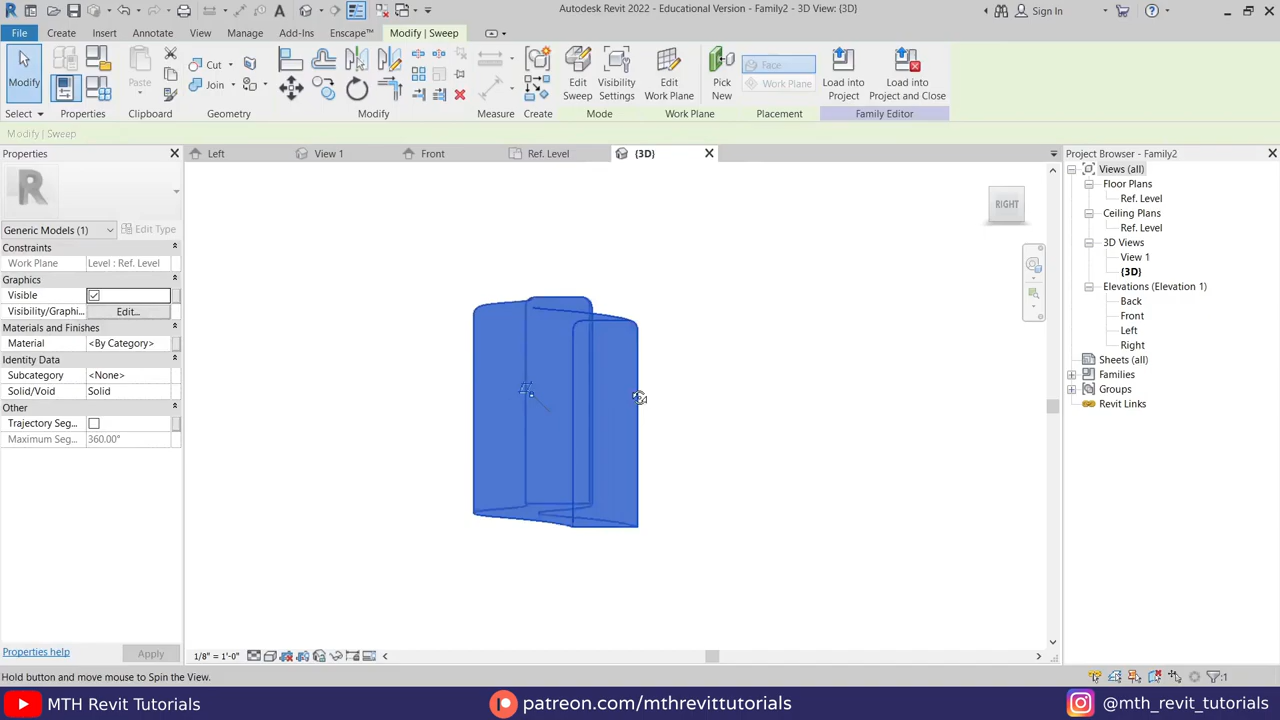 Autodesk Revit 2022 - Educational Version - Family2 - 3D View: {3D}
Sign In
File
Create
Insert
Annotate
View
Manage
Add-Ins
Enscape™
Modify | Sweep
Modify
Select
Properties
Paste
Clipboard
Cut
Join
Geometry
Modify
Measure
Create
Edit
Sweep
Visibility
Settings
Mode
Edit
Work Plane
Work Plane
Pick
New
Face
Work Plane
Placement
Load into
Project
Load into
Project and Close
Family Editor
Modify | Sweep
Properties
Left
View 1
Front
Ref. Level
{3D}
Project Browser - Family2
R
Generic Models (1)
Edit Type
Constraints
Work Plane
Level : Ref. Level
Graphics
Visible
Visibility/Graphi...
Edit...
Materials and Finishes
Material
<By Category>
Identity Data
Subcategory
<None>
Solid/Void
Solid
Other
Trajectory Seg...
Maximum Seg...
360.00°
Properties help
Apply
RIGHT
Views (all)
Floor Plans
Ref. Level
Ceiling Plans
Ref. Level
3D Views
View 1
{3D}
Elevations (Elevation 1)
Back
Front
Left
Right
Sheets (all)
Families
Groups
Revit Links
1/8" = 1'-0"
Hold button and move mouse to Spin the View.
:1
MTH Revit Tutorials
patreon.com/mthrevittutorials
@mth_revit_tutorials